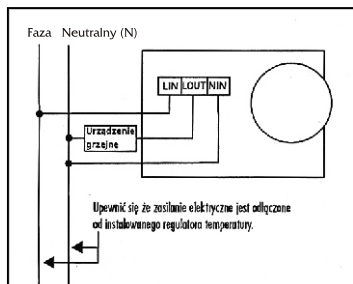 Faza Neutralny (N)
LIN LOUT NIN
Urządzenie
grzejne
Upewnić się że zasilanie elektryczne jest odłączone
od instalowanego regulatora temperatury.